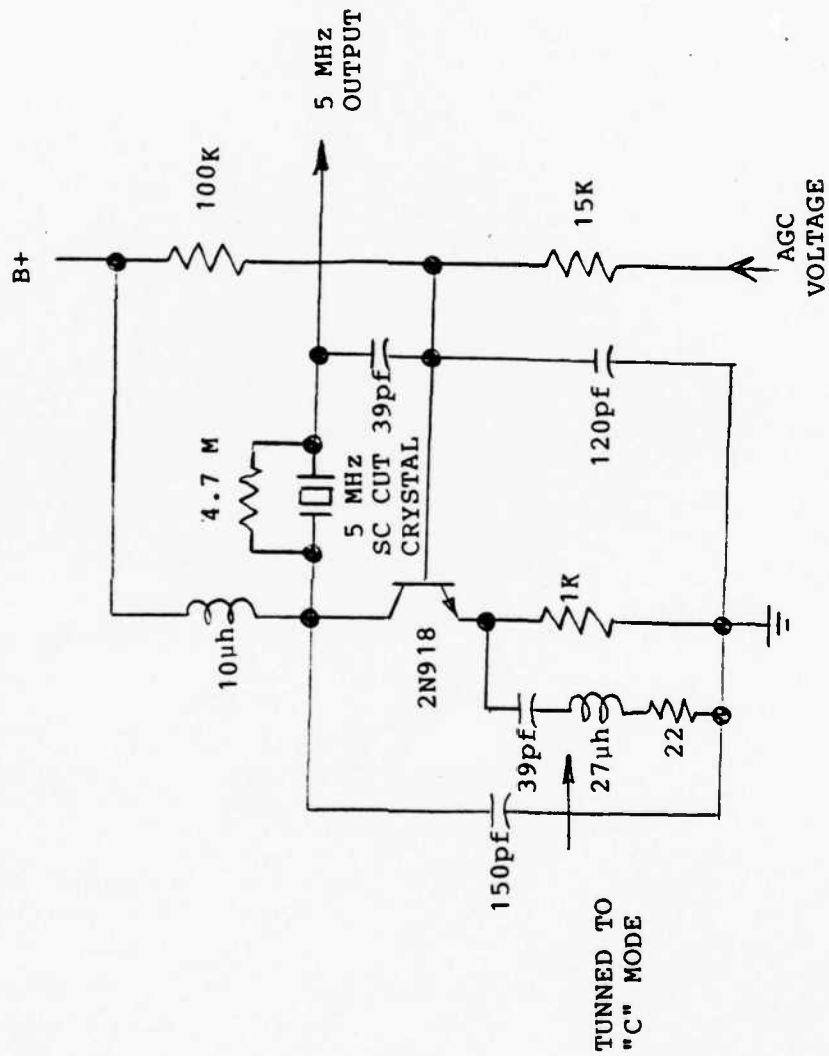 B+
100K
5 MHz
OUTPUT
4.7 M
10µh
39pf
5 MHz
SC CUT
CRYSTAL
15K
AGC
VOLTAGE
120pf
2N918
1K
39pf
27µh
22
150pf
TUNNED TO
"C" MODE